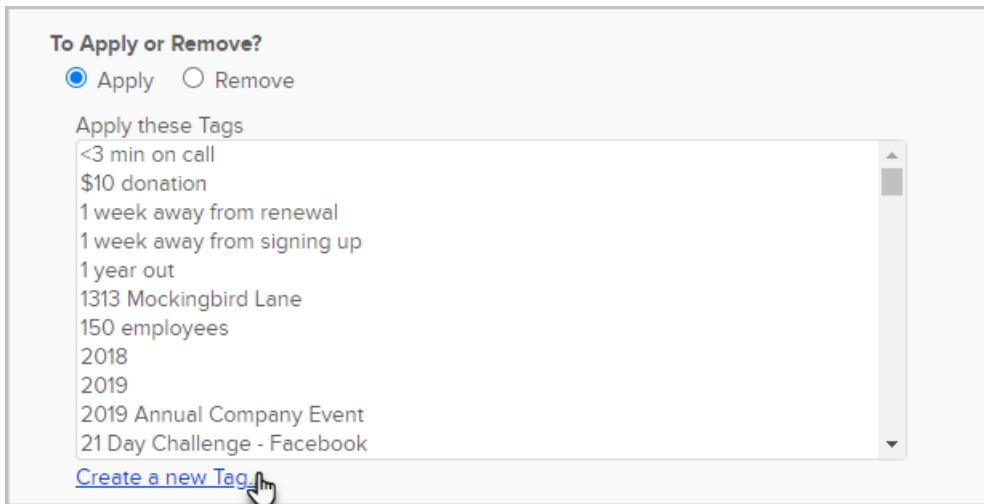 To Apply or Remove?
Apply Remove
Apply these Tags
<3 min on call
$10 donation
1 week away from renewal
1 week away from signing up
1 year out
1313 Mockingbird Lane
150 employees
2018
2019
2019 Annual Company Event
21 Day Challenge - Facebook
Create a new Tag...